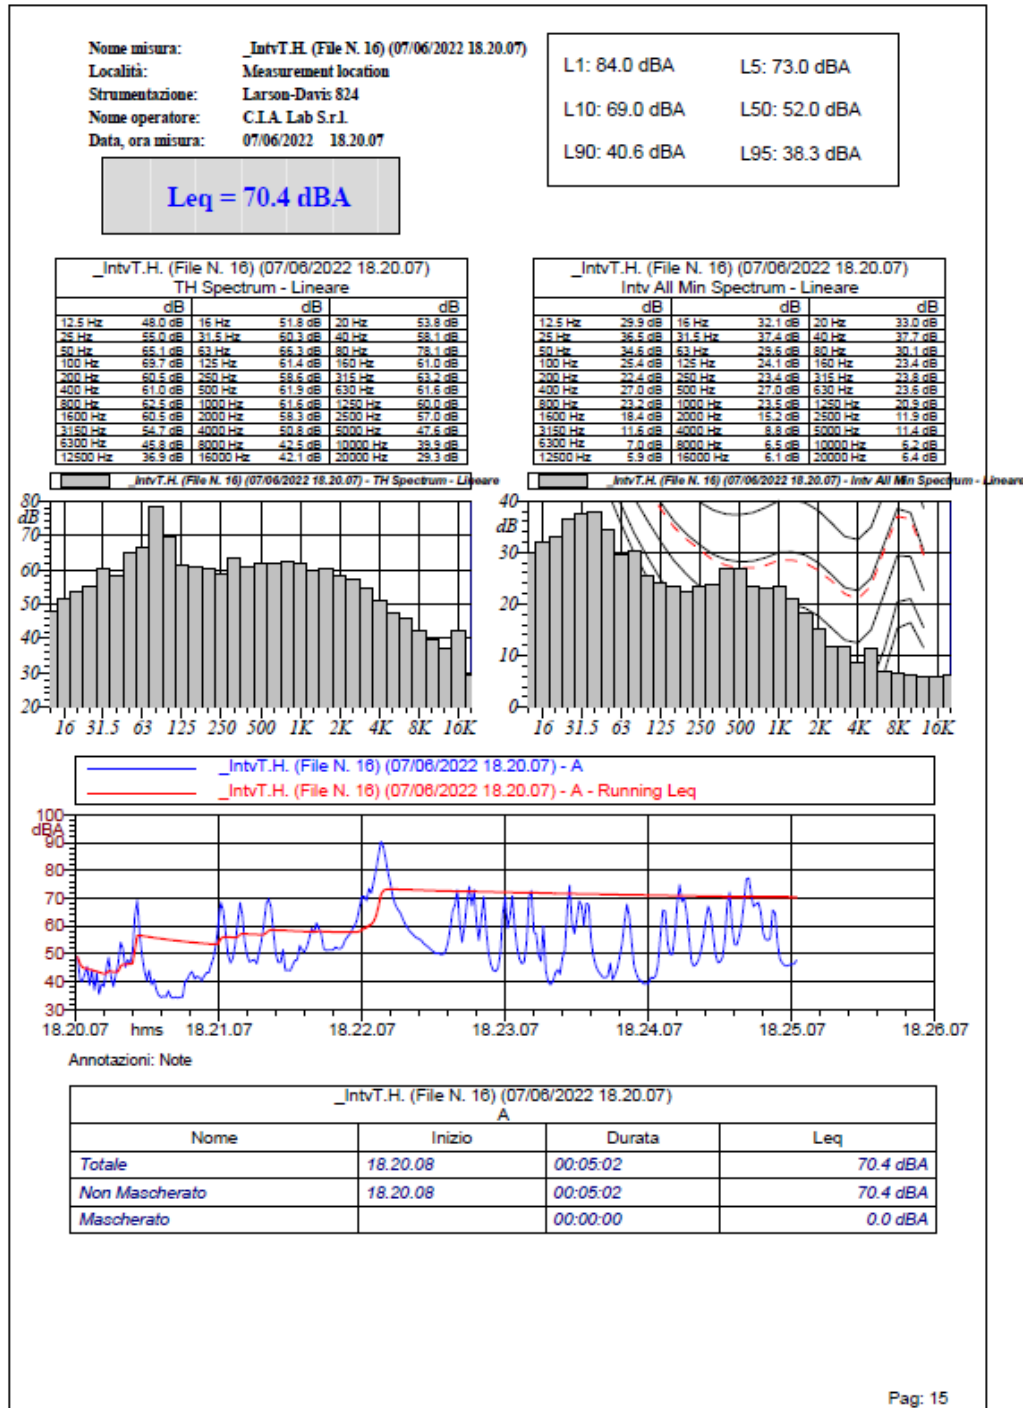 Nome misura: _IntvT.H. (File N. 16) (07/06/2022 18.20.07)
Località: Measurement location
Strumentazione: Larson-Davis 824
Nome operatore: C.I.A. Lab S.r.l.
Data, ora misura: 07/06/2022 18.20.07
L1: 84.0 dBA L5: 73.0 dBA
L10: 69.0 dBA L50: 52.0 dBA
L90: 40.6 dBA L95: 38.3 dBA
Leq = 70.4 dBA
_IntvT.H. (File N. 16) (07/06/2022 18.20.07)
TH Spectrum - Lineare
dB dB dB
12.5 Hz 48.0 dB 16 Hz 51.8 dB 20 Hz 53.8 dB
25 Hz 55.0 dB 31.5 Hz 60.3 dB 40 Hz 58.1 dB
50 Hz 65.1 dB 63 Hz 66.3 dB 80 Hz 78.1 dB
100 Hz 69.7 dB 125 Hz 61.4 dB 160 Hz 61.0 dB
200 Hz 60.5 dB 250 Hz 58.6 dB 315 Hz 63.2 dB
400 Hz 61.0 dB 500 Hz 61.9 dB 630 Hz 61.6 dB
800 Hz 62.5 dB 1000 Hz 61.6 dB 1250 Hz 60.0 dB
1600 Hz 60.5 dB 2000 Hz 58.3 dB 2500 Hz 57.0 dB
3150 Hz 54.7 dB 4000 Hz 50.8 dB 5000 Hz 47.6 dB
6300 Hz 45.8 dB 8000 Hz 42.5 dB 10000 Hz 39.9 dB
12500 Hz 36.9 dB 16000 Hz 42.1 dB 20000 Hz 29.3 dB
_IntvT.H. (File N. 16) (07/06/2022 18.20.07)
Intv All Min Spectrum - Lineare
dB dB dB
12.5 Hz 29.9 dB 16 Hz 32.1 dB 20 Hz 33.0 dB
25 Hz 36.5 dB 31.5 Hz 37.4 dB 40 Hz 37.7 dB
50 Hz 34.6 dB 63 Hz 29.6 dB 80 Hz 30.1 dB
100 Hz 25.4 dB 125 Hz 24.1 dB 160 Hz 23.4 dB
200 Hz 22.4 dB 250 Hz 23.4 dB 315 Hz 23.8 dB
400 Hz 27.0 dB 500 Hz 27.0 dB 630 Hz 23.6 dB
800 Hz 23.2 dB 1000 Hz 23.5 dB 1250 Hz 20.9 dB
1600 Hz 18.4 dB 2000 Hz 15.2 dB 2500 Hz 11.9 dB
3150 Hz 11.6 dB 4000 Hz 8.8 dB 5000 Hz 11.4 dB
6300 Hz 7.0 dB 8000 Hz 6.5 dB 10000 Hz 6.2 dB
12500 Hz 5.9 dB 16000 Hz 6.1 dB 20000 Hz 6.4 dB
_IntvT.H. (File N. 16) (07/06/2022 18.20.07) - TH Spectrum - Lineare
80
dB
70
60
50
40
30
20
16 31.5 63 125 250 500 1K 2K 4K 8K 16K
_IntvT.H. (File N. 16) (07/06/2022 18.20.07) - Intv All Min Spectrum - Lineare
40
dB
30
20
10
0
16 31.5 63 125 250 500 1K 2K 4K 8K 16K
_IntvT.H. (File N. 16) (07/06/2022 18.20.07) - A
_IntvT.H. (File N. 16) (07/06/2022 18.20.07) - A - Running Leq
100
dBA
90
80
70
60
50
40
30
18.20.07 hms 18.21.07 18.22.07 18.23.07 18.24.07 18.25.07 18.26.07
Annotazioni: Note
_IntvT.H. (File N. 16) (07/06/2022 18.20.07)
A
Nome Inizio Durata Leq
Totale 18.20.08 00:05:02 70.4 dBA
Non Mascherato 18.20.08 00:05:02 70.4 dBA
Mascherato 00:00:00 0.0 dBA
Pag: 15